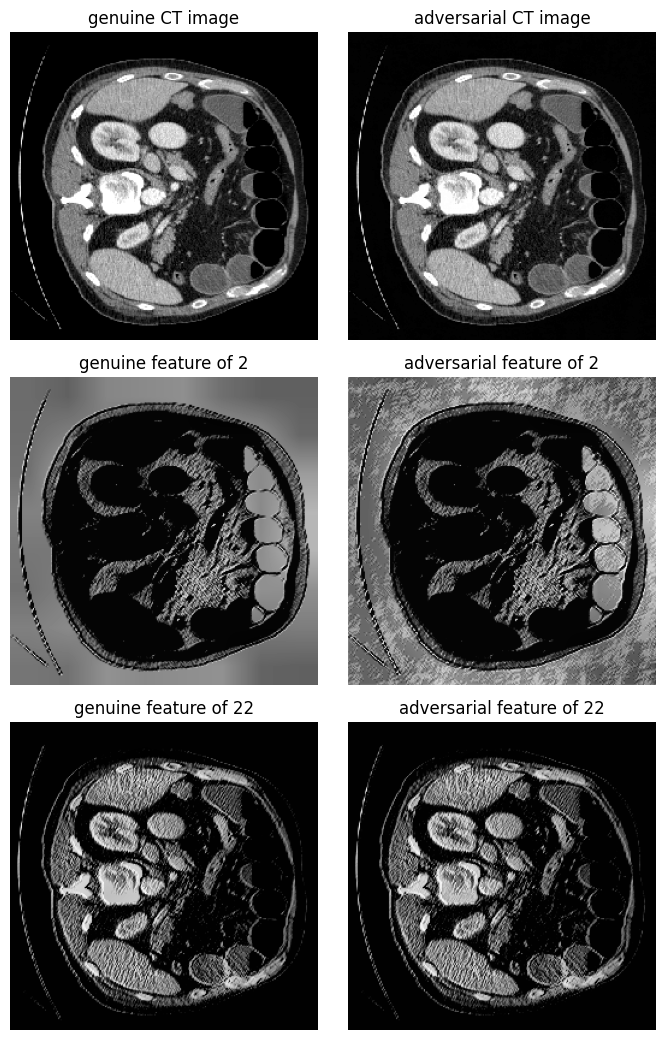 genuine CT image
adversarial CT image
genuine feature of 2
adversarial feature of 2
genuine feature of 22
adversarial feature of 22